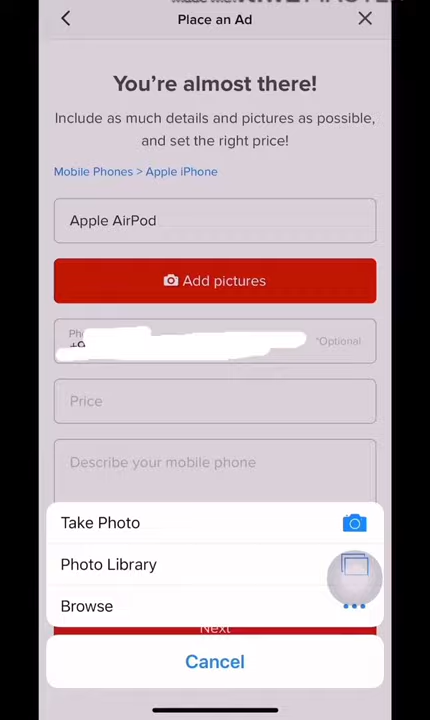 Place an Ad
You're almost there!
Include as much details and pictures as possible,
and set the right price!
Mobile Phones > Apple iPhone
Apple AirPod
Add pictures
*Optional
Price
Describe your mobile phone
Take Photo
Photo Library
Browse
Next
Cancel